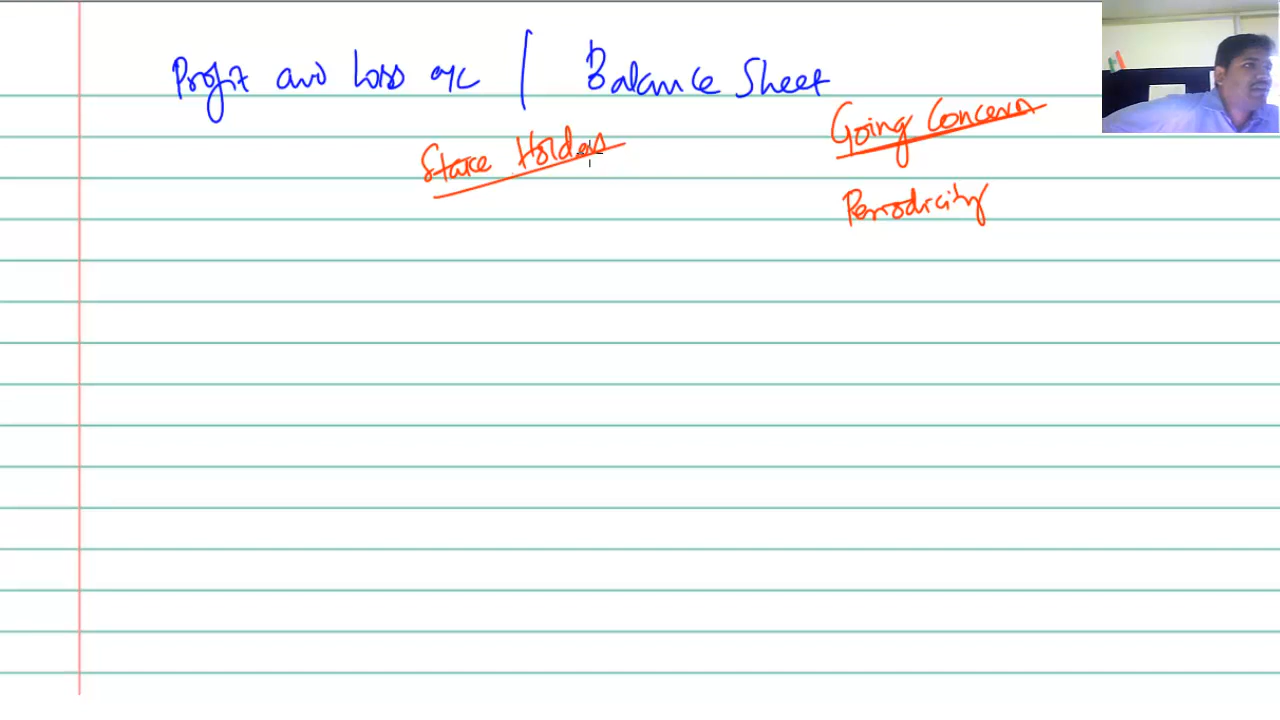 Profit and Loss a/c | Balance Sheet
Going Concern
Stake Holders
Periodicity